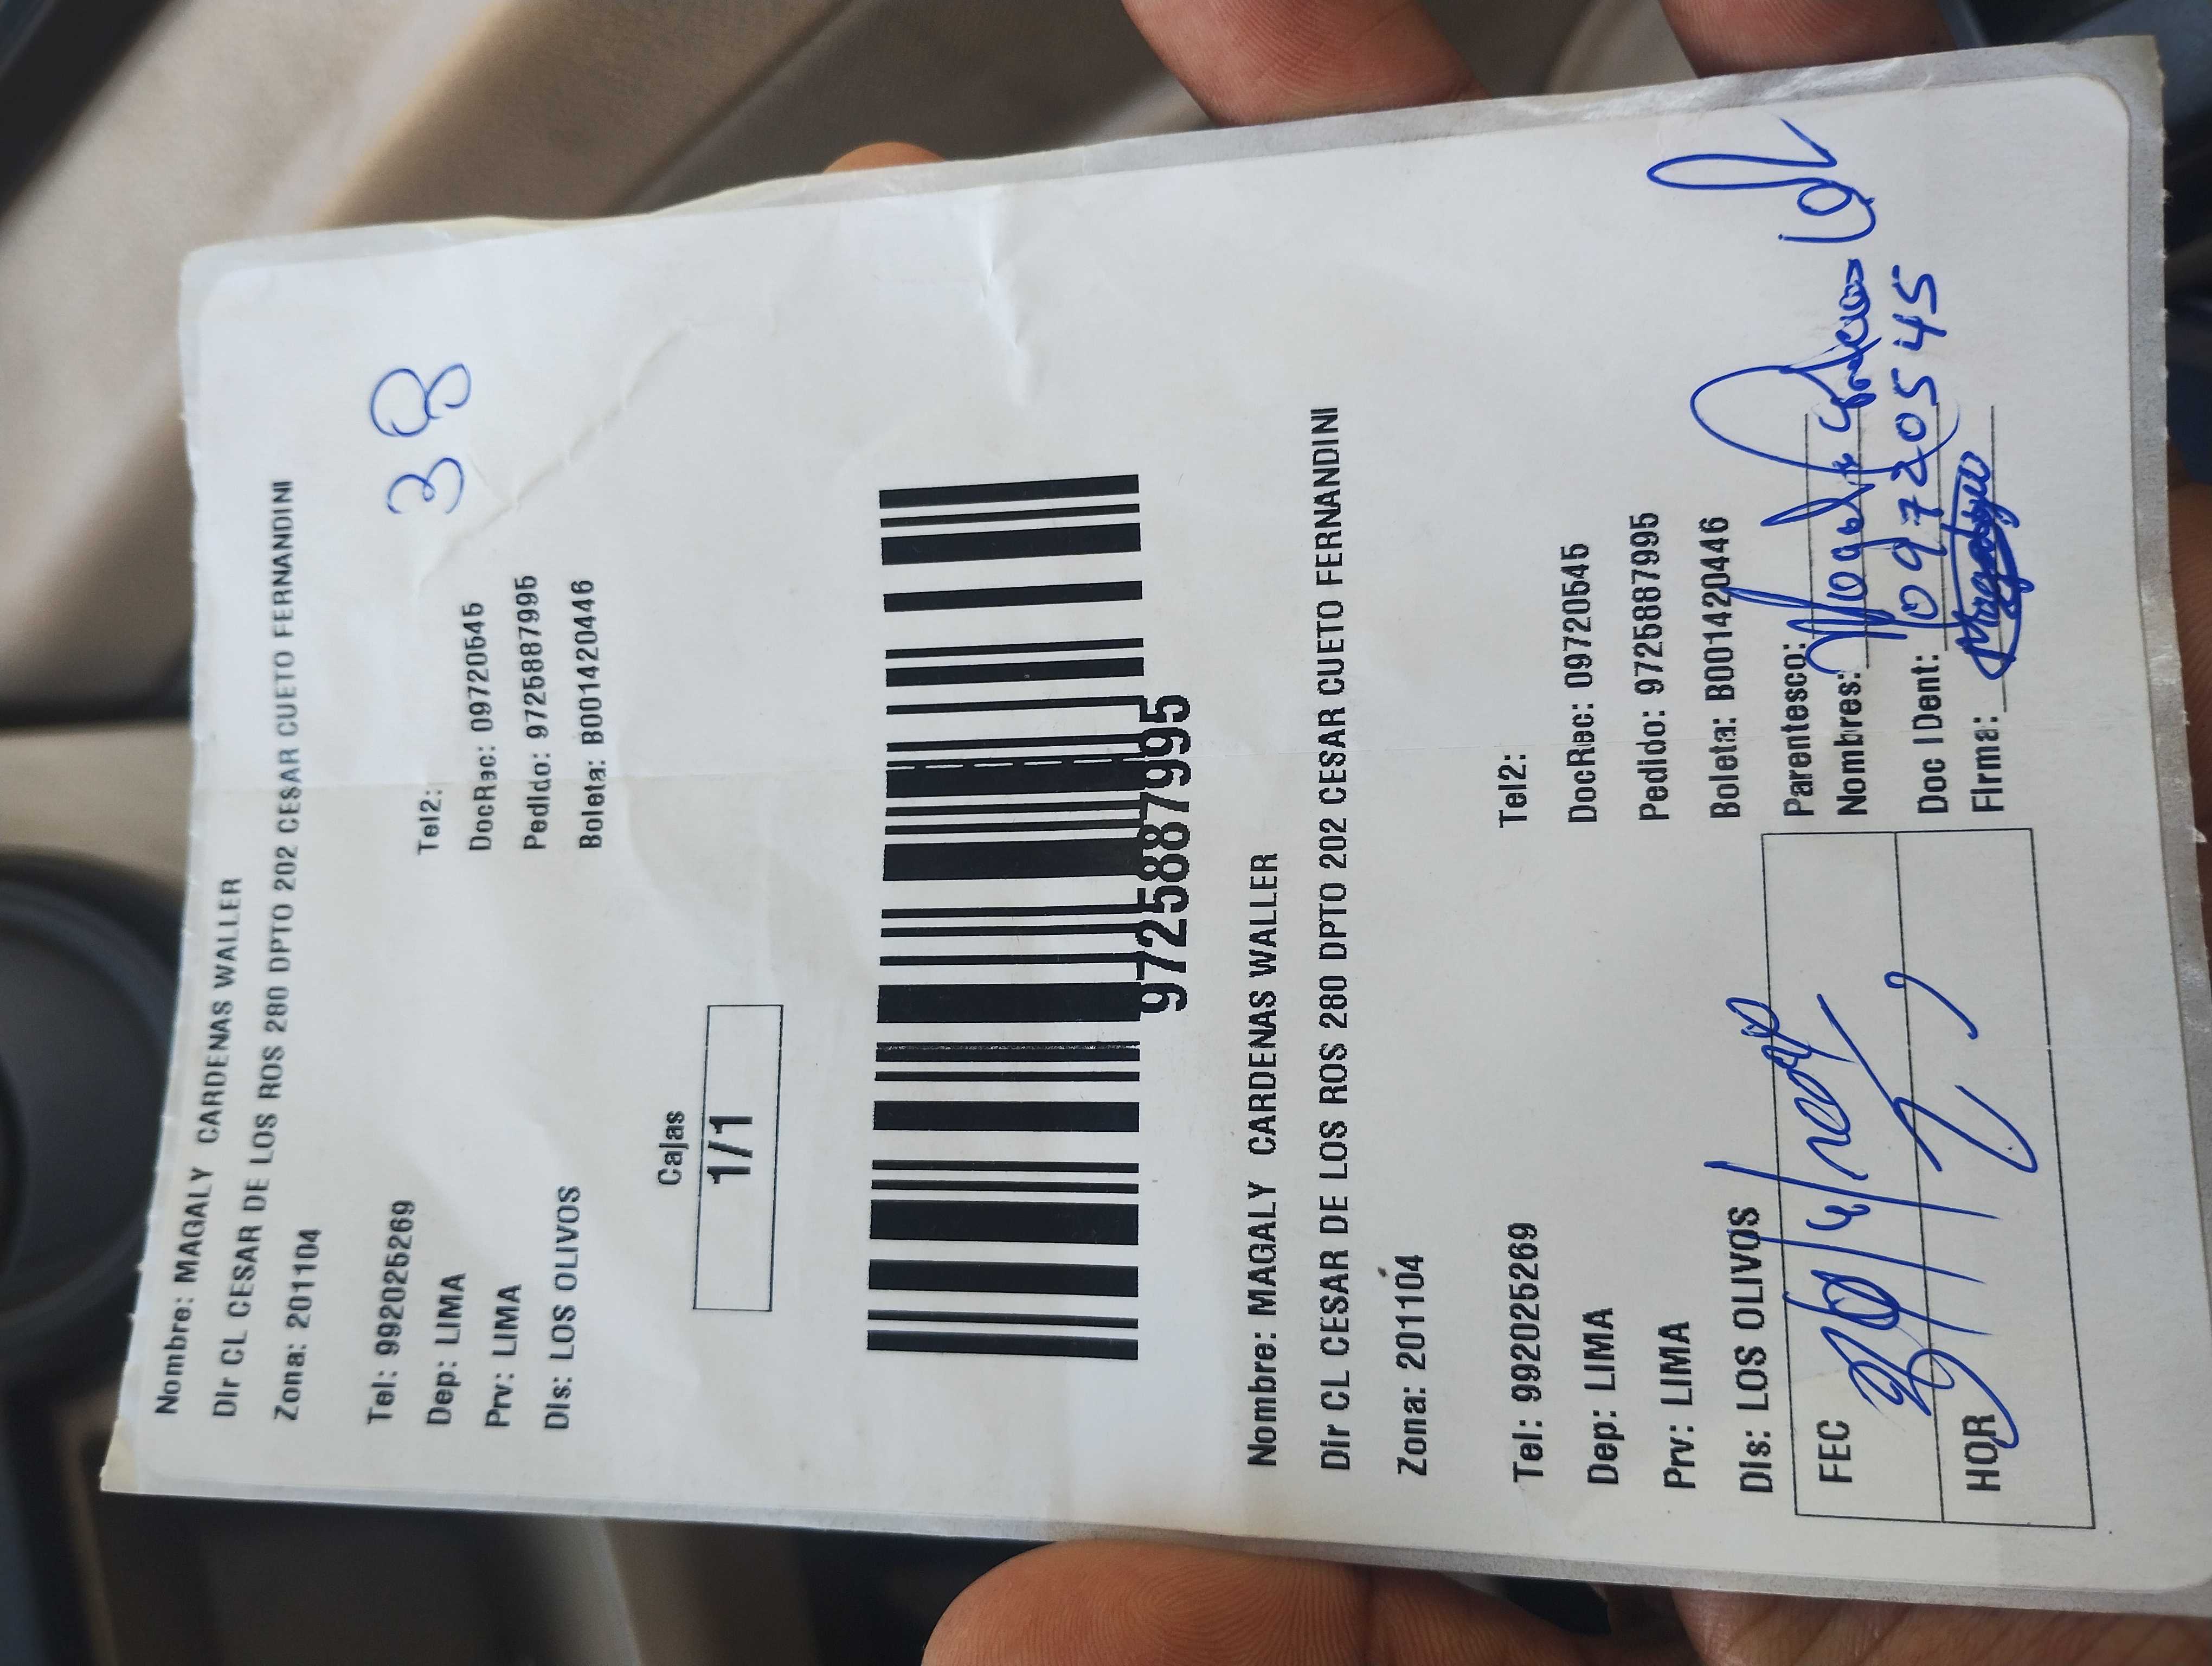 Nombre: MAGALY CARDENAS WALLER
Dir CL CESAR DE LOS ROS 280 DPTO 202 CESAR CUETO FERNANDINI
Zona: 201104
38
Tel: 992025269 Tel2:
Dep: LIMA DocRec: 09720545
Prv: LIMA Pedido: 9725887995
Dis: LOS OLIVOS Boleta: B001420446
Cajas
1/1
9725887995
Nombre: MAGALY CARDENAS WALLER
Dir CL CESAR DE LOS ROS 280 DPTO 202 CESAR CUETO FERNANDINI
Zona: 201104
Tel: 992025269 Tel2:
Dep: LIMA DocRec: 09720545
Prv: LIMA Pedido: 9725887995
Dis: LOS OLIVOS Boleta: B001420446
FEC
HOR
Parentesco:
Nombres: Magaly Cardenas
Doc IDent: 09720545
Firma: